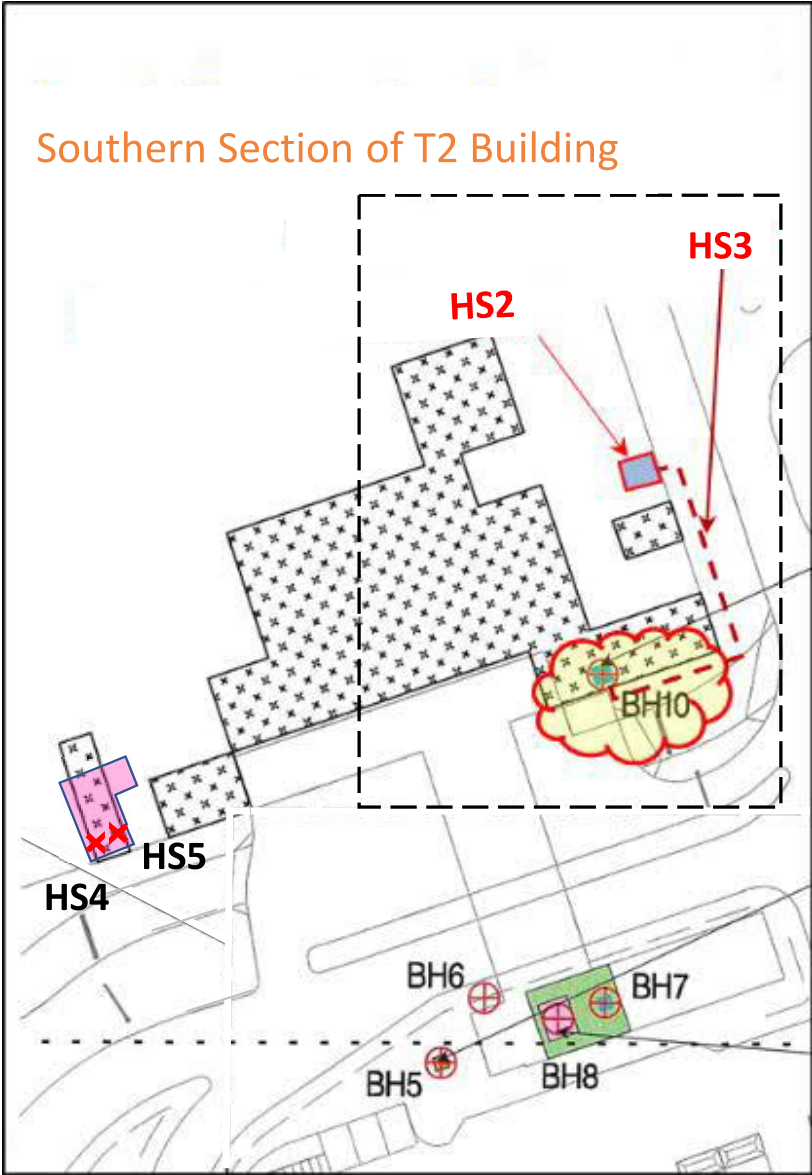 Southern Section of T2 Building
HS3
HS2
BH10
HS5
HS4
BH6
BH7
BH5
BH8